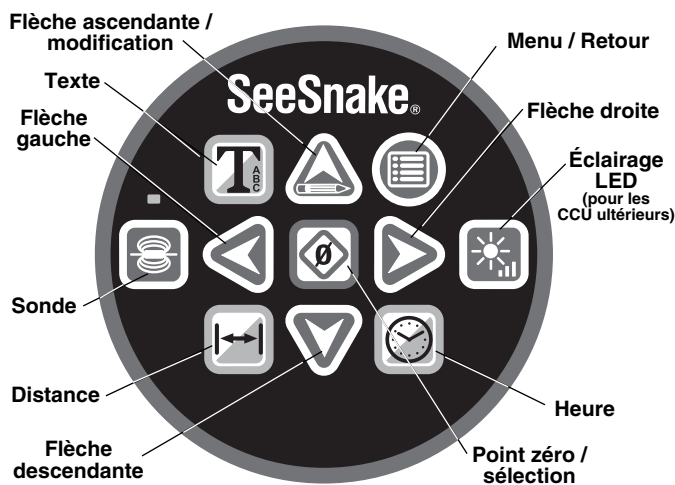 Flèche ascendante /
modification
Menu / Retour
Texte
SeeSnake®
Flèche
gauche
Flèche droite
T
A
B
C
Éclairage
LED
(pour les
CCU ultérieurs)
Ø
Sonde
Distance
Heure
Flèche
descendante
Point zéro /
sélection